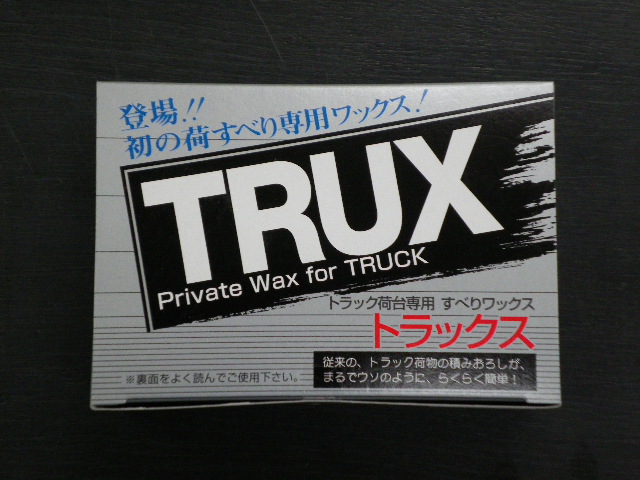 登場!!
初の荷すべり専用ワックス!
TRUX
Private Wax for TRUCK
トラック荷台専用 すべりワックス
トラックス
※裏面をよく読んでご使用下さい。
従来の、トラック荷物の積みおろしが、
まるでウソのように、らくらく簡単!